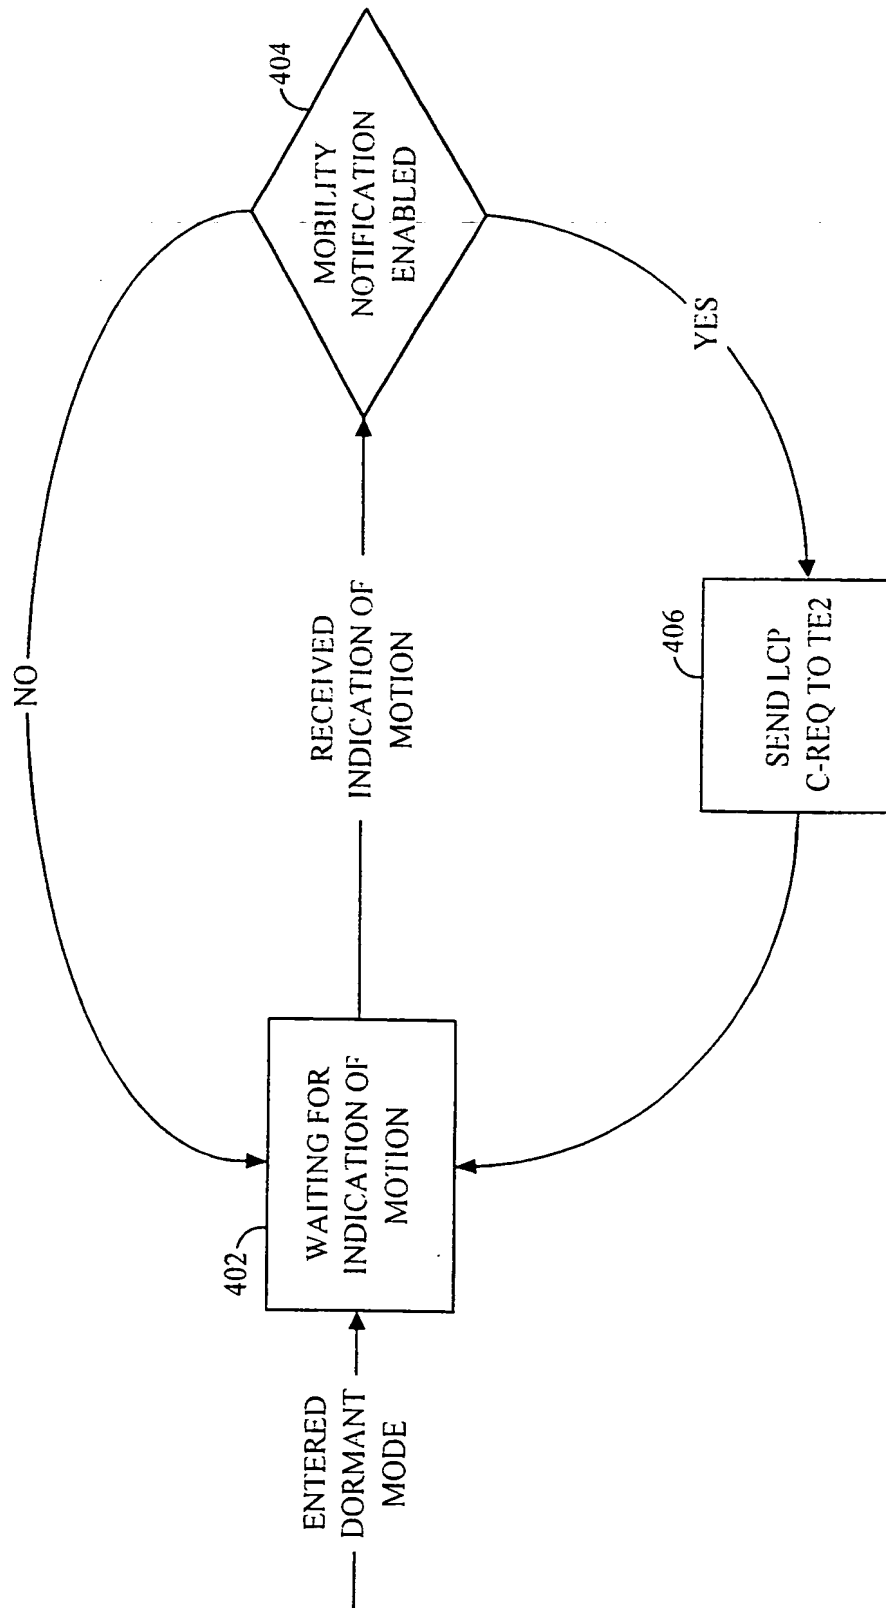 ENTERED
DORMANT
MODE
402
WAITING FOR
INDICATION OF
MOTION
RECEIVED
INDICATION OF
MOTION
404
MOBILITY
NOTIFICATION
ENABLED
NO
YES
406
SEND LCP
C-REQ TO TE2